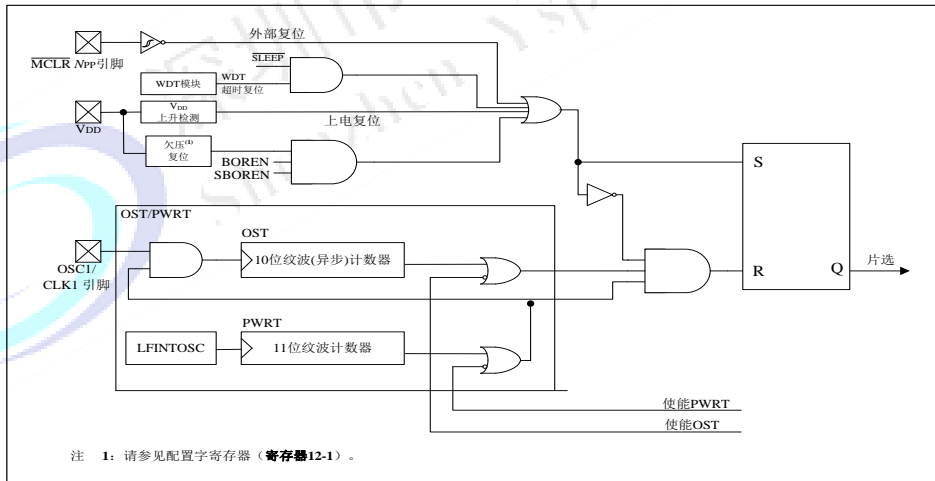 外部复位
MCLR NPP引脚
SLEEP
WDT模块
WDT
超时复位
VDD
VDD
上升检测
上电复位
欠压(1)
复位
BOREN
SBOREN
S
OST/PWRT
OST
OSC1/
CLK1 引脚
10位纹波(异步)计数器
R
Q
片选
PWRT
LFINTOSC
11位纹波计数器
使能PWRT
使能OST
注 1：请参见配置字寄存器（寄存器12-1）。